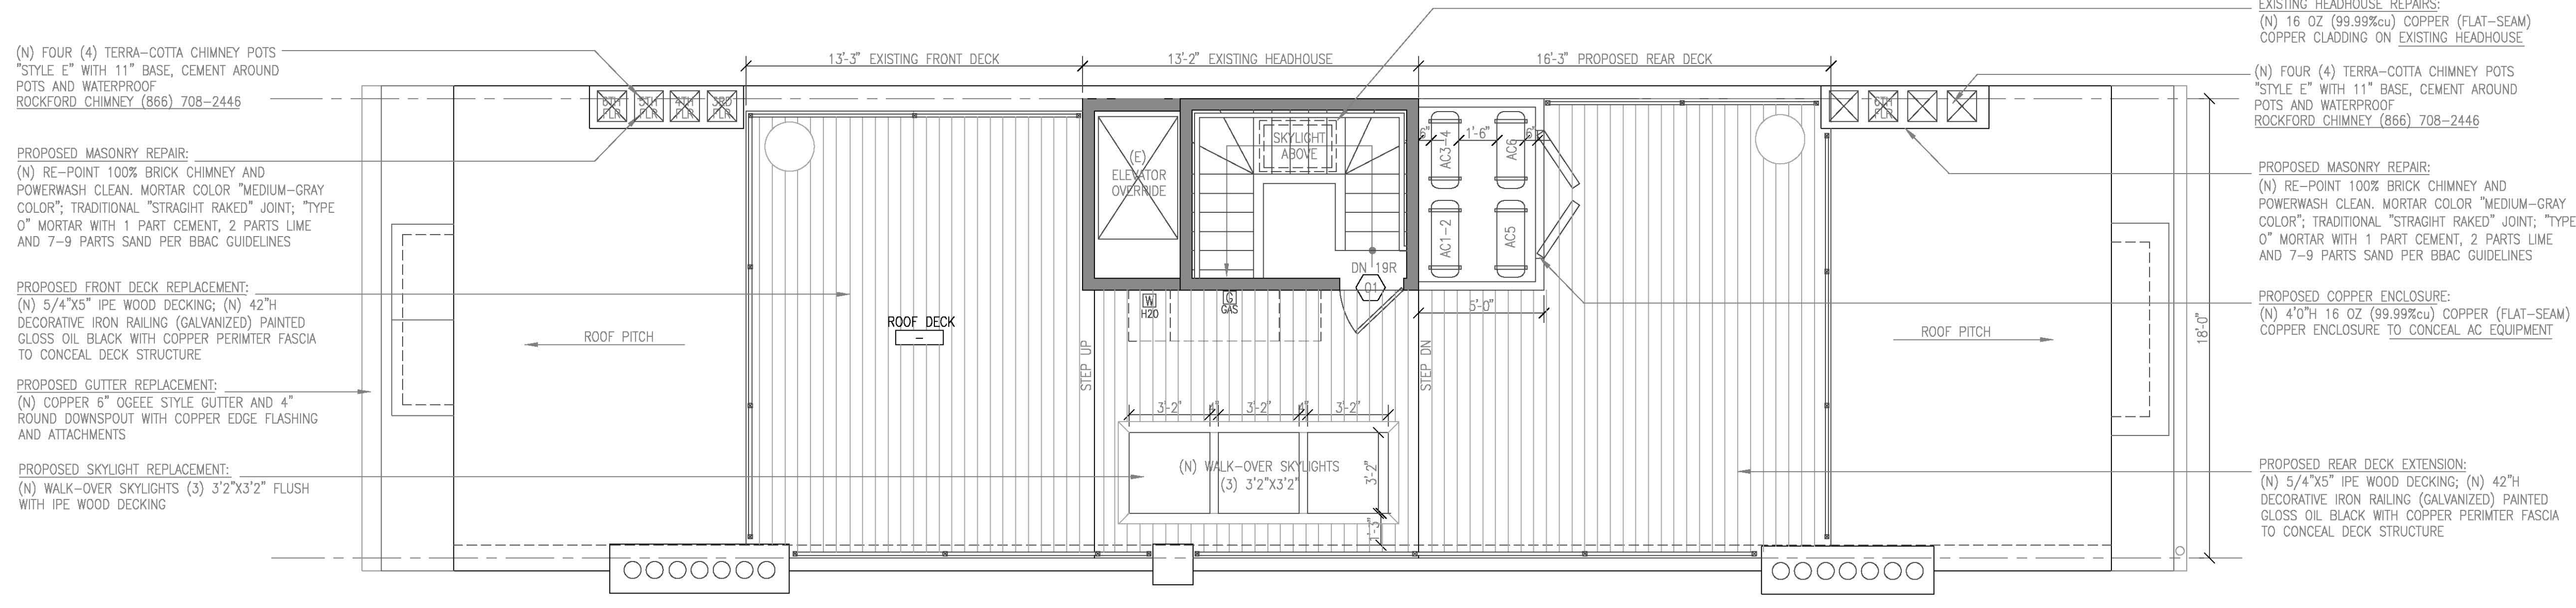 (N) FOUR (4) TERRA-COTTA CHIMNEY POTS
"STYLE E" WITH 11" BASE, CEMENT AROUND
POTS AND WATERPROOF
ROCKFORD CHIMNEY (866) 708-2446
PROPOSED MASONRY REPAIR:
(N) RE-POINT 100% BRICK CHIMNEY AND
POWERWASH CLEAN. MORTAR COLOR "MEDIUM-GRAY
COLOR"; TRADITIONAL "STRAGIHT RAKED" JOINT; "TYPE
O" MORTAR WITH 1 PART CEMENT, 2 PARTS LIME
AND 7-9 PARTS SAND PER BBAC GUIDELINES
PROPOSED FRONT DECK REPLACEMENT:
(N) 5/4"X5" IPE WOOD DECKING; (N) 42"H
DECORATIVE IRON RAILING (GALVANIZED) PAINTED
GLOSS OIL BLACK WITH COPPER PERIMTER FASCIA
TO CONCEAL DECK STRUCTURE
PROPOSED GUTTER REPLACEMENT:
(N) COPPER 6" OGEEE STYLE GUTTER AND 4"
ROUND DOWNSPOUT WITH COPPER EDGE FLASHING
AND ATTACHMENTS
PROPOSED SKYLIGHT REPLACEMENT:
(N) WALK-OVER SKYLIGHTS (3) 3'2"X3'2" FLUSH
WITH IPE WOOD DECKING
13'-3" EXISTING FRONT DECK
13'-2" EXISTING HEADHOUSE
16'-3" PROPOSED REAR DECK
5TH
FLR
4TH
FLR
3RD
FLR
ROOF PITCH
ROOF DECK
-
(E)
ELEVATOR
OVERRIDE
SKYLIGHT
ABOVE
DN 19R
01
W
H20
G
GAS
STEP UP
STEP DN
6"
1'-6"
6"
AC3-4
AC6
AC1-2
AC5
5'-0"
3'-2"
4"
3'-2"
4"
3'-2"
(N) WALK-OVER SKYLIGHTS
(3) 3'2"X3'2"
3'-2"
1'-3"
ROOF PITCH
18'-0"
EXISTING HEADHOUSE REPAIRS:
(N) 16 OZ (99.99%cu) COPPER (FLAT-SEAM)
COPPER CLADDING ON EXISTING HEADHOUSE
(N) FOUR (4) TERRA-COTTA CHIMNEY POTS
"STYLE E" WITH 11" BASE, CEMENT AROUND
POTS AND WATERPROOF
ROCKFORD CHIMNEY (866) 708-2446
PROPOSED MASONRY REPAIR:
(N) RE-POINT 100% BRICK CHIMNEY AND
POWERWASH CLEAN. MORTAR COLOR "MEDIUM-GRAY
COLOR"; TRADITIONAL "STRAGIHT RAKED" JOINT; "TYPE
O" MORTAR WITH 1 PART CEMENT, 2 PARTS LIME
AND 7-9 PARTS SAND PER BBAC GUIDELINES
PROPOSED COPPER ENCLOSURE:
(N) 4'0"H 16 OZ (99.99%cu) COPPER (FLAT-SEAM)
COPPER ENCLOSURE TO CONCEAL AC EQUIPMENT
PROPOSED REAR DECK EXTENSION:
(N) 5/4"X5" IPE WOOD DECKING; (N) 42"H
DECORATIVE IRON RAILING (GALVANIZED) PAINTED
GLOSS OIL BLACK WITH COPPER PERIMTER FASCIA
TO CONCEAL DECK STRUCTURE